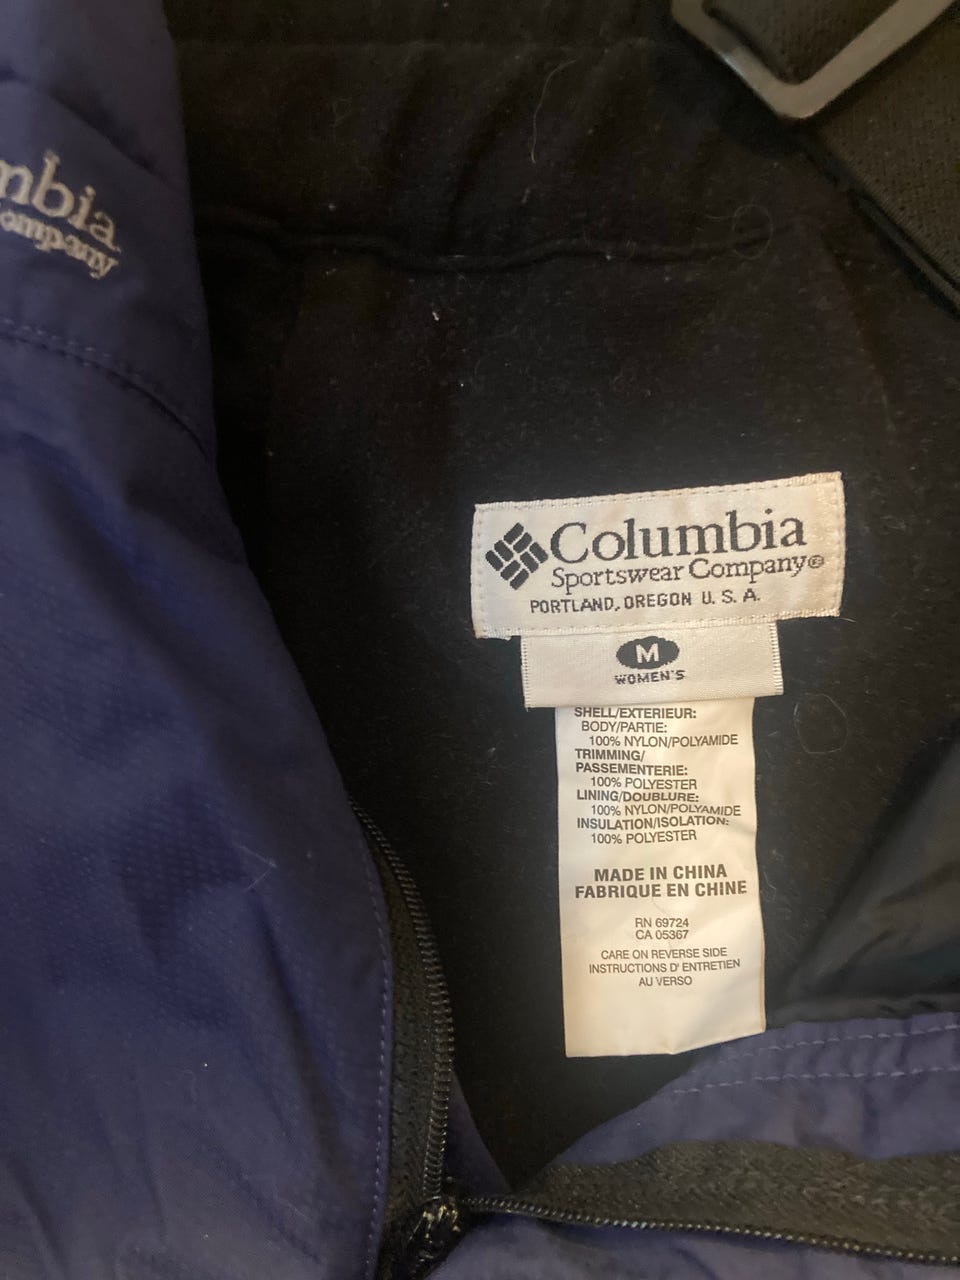 mbia
ompany
Columbia
Sportswear Company®
PORTLAND, OREGON U. S. A.
M
WOMEN'S
SHELL/EXTERIEUR:
BODY/PARTIE:
100% NYLON/POLYAMIDE
TRIMMING/
PASSEMENTERIE:
100% POLYESTER
LINING/DOUBLURE:
100% NYLON/POLYAMIDE
INSULATION/ISOLATION:
100% POLYESTER
MADE IN CHINA
FABRIQUE EN CHINE
RN 69724
CA 05367
CARE ON REVERSE SIDE
INSTRUCTIONS D' ENTRETIEN
AU VERSO